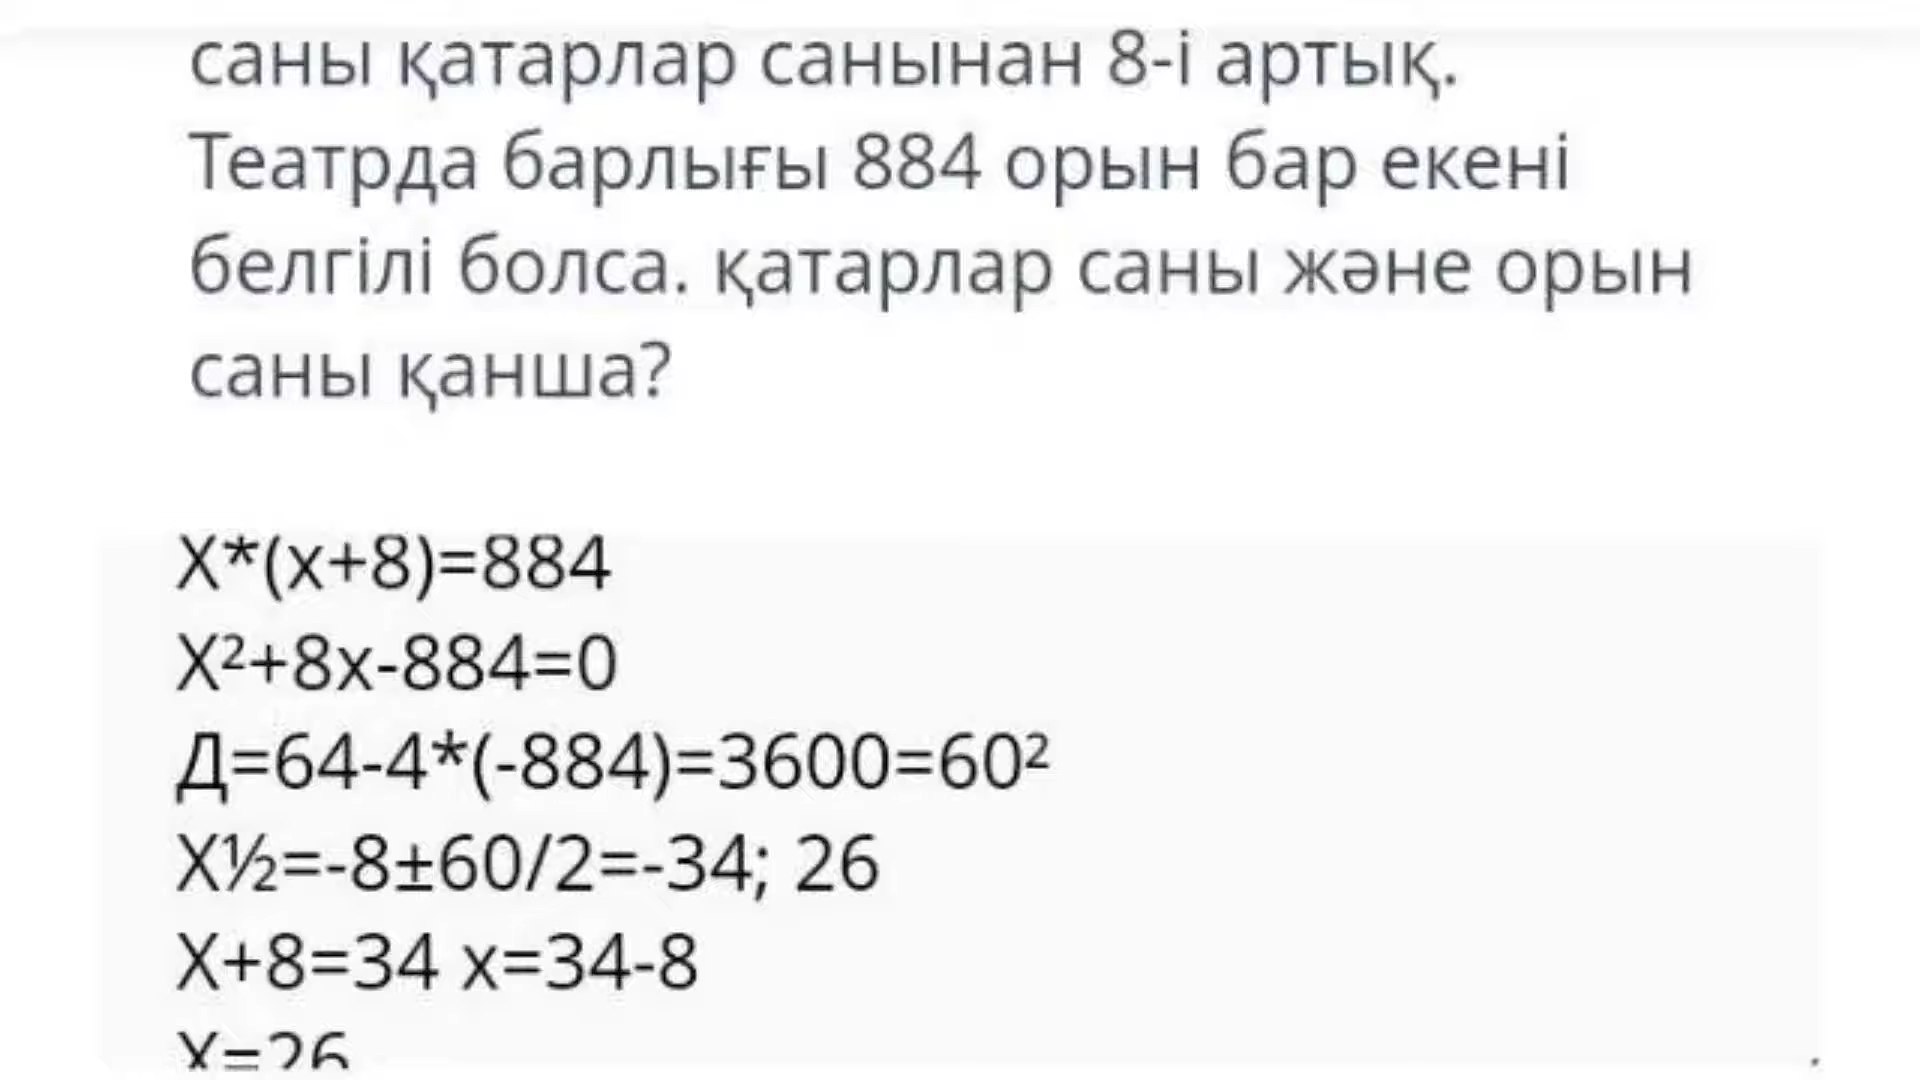 саны қатарлар санынан 8-і артық.
Театрда барлығы 884 орын бар екені
белгілі болса. қатарлар саны және орын
саны қанша?
X*(x+8)=884
X²+8x-884=0
Д=64-4*(-884)=3600=60²
X½=-8±60/2=-34; 26
X+8=34 x=34-8
X=26